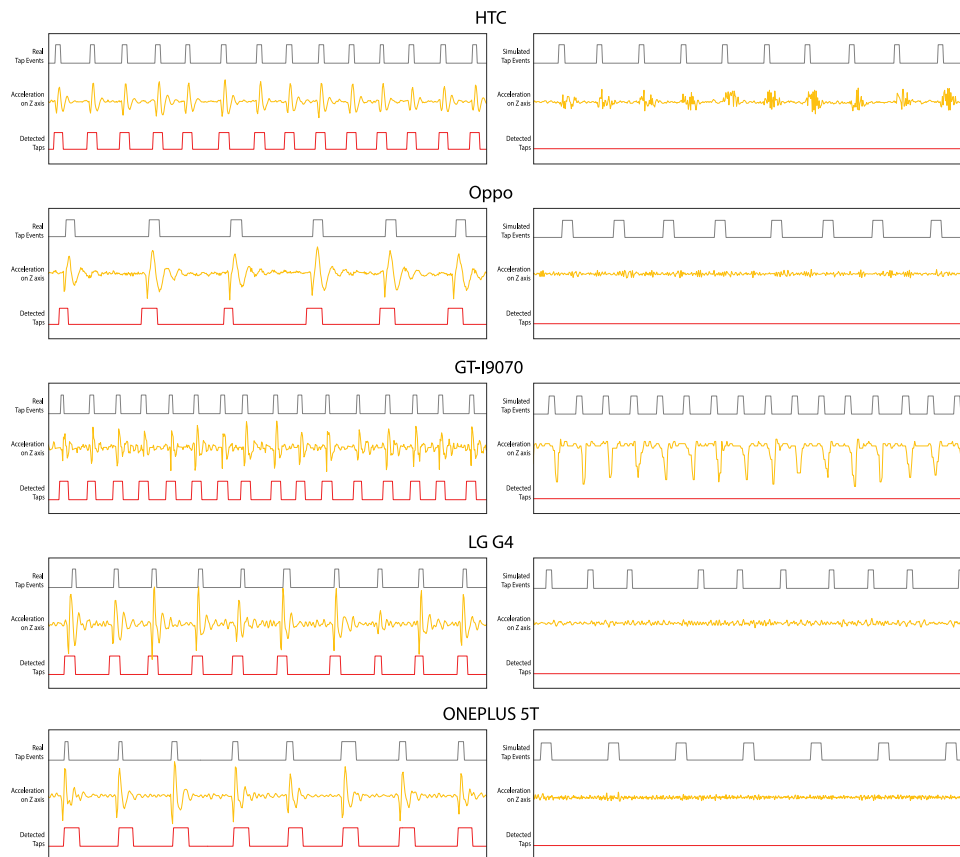 HTC
Real
Tap Events
Acceleration
on Z axis
Detected
Taps
Simulated
Tap Events
Acceleration
on Z axis
Detected
Taps
Oppo
Real
Tap Events
Acceleration
on Z axis
Detected
Taps
Simulated
Tap Events
Acceleration
on Z axis
Detected
Taps
GT-I9070
Real
Tap Events
Acceleration
on Z axis
Detected
Taps
Simulated
Tap Events
Acceleration
on Z axis
Detected
Taps
LG G4
Real
Tap Events
Acceleration
on Z axis
Detected
Taps
Simulated
Tap Events
Acceleration
on Z axis
Detected
Taps
ONEPLUS 5T
Real
Tap Events
Acceleration
on Z axis
Detected
Taps
Simulated
Tap Events
Acceleration
on Z axis
Detected
Taps